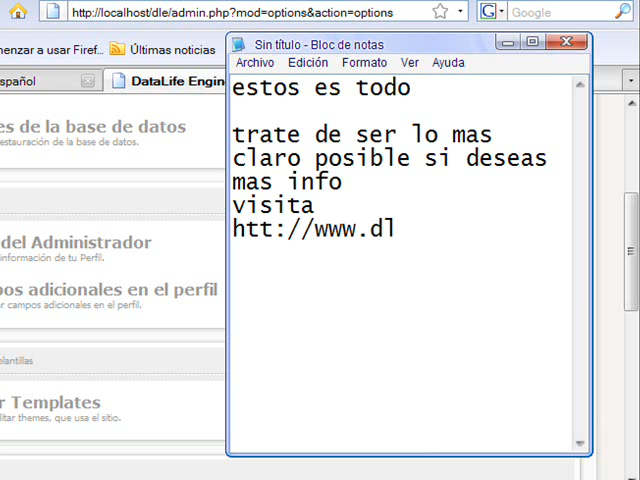 http://localhost/dle/admin.php?mod=options&action=options
Google
menzar a usar Firef...
Últimas noticias
spañol
DataLife Engin
Sin título - Bloc de notas
Archivo Edición Formato Ver Ayuda
estos es todo
trate de ser lo mas
claro posible si deseas
mas info
visita
htt://www.dl
es de la base de datos
estauración de la base de datos.
del Administrador
información de tu Perfil.
pos adicionales en el perfil
r campos adicionales en el perfil.
plantillas
r Templates
litar themes, que usa el sitio.